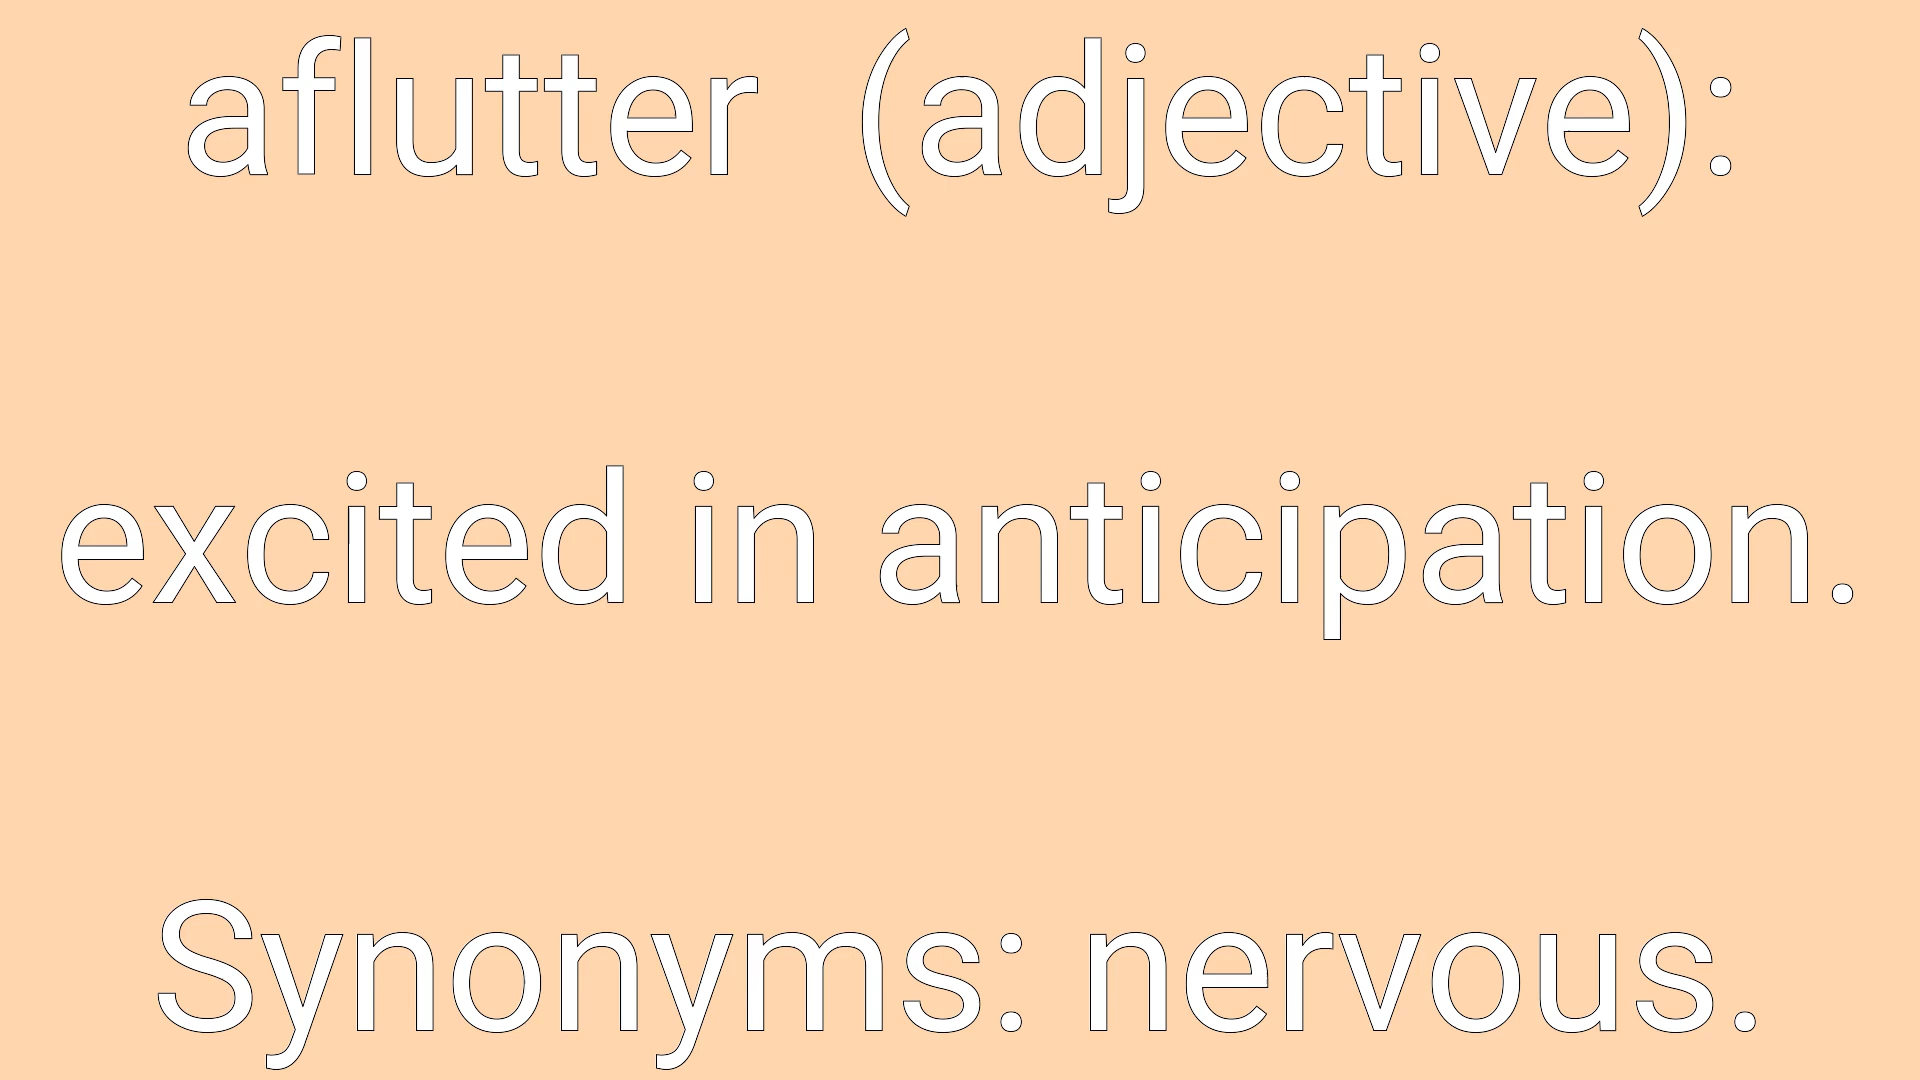 aflutter  (adjective):
excited in anticipation.
Synonyms: nervous.